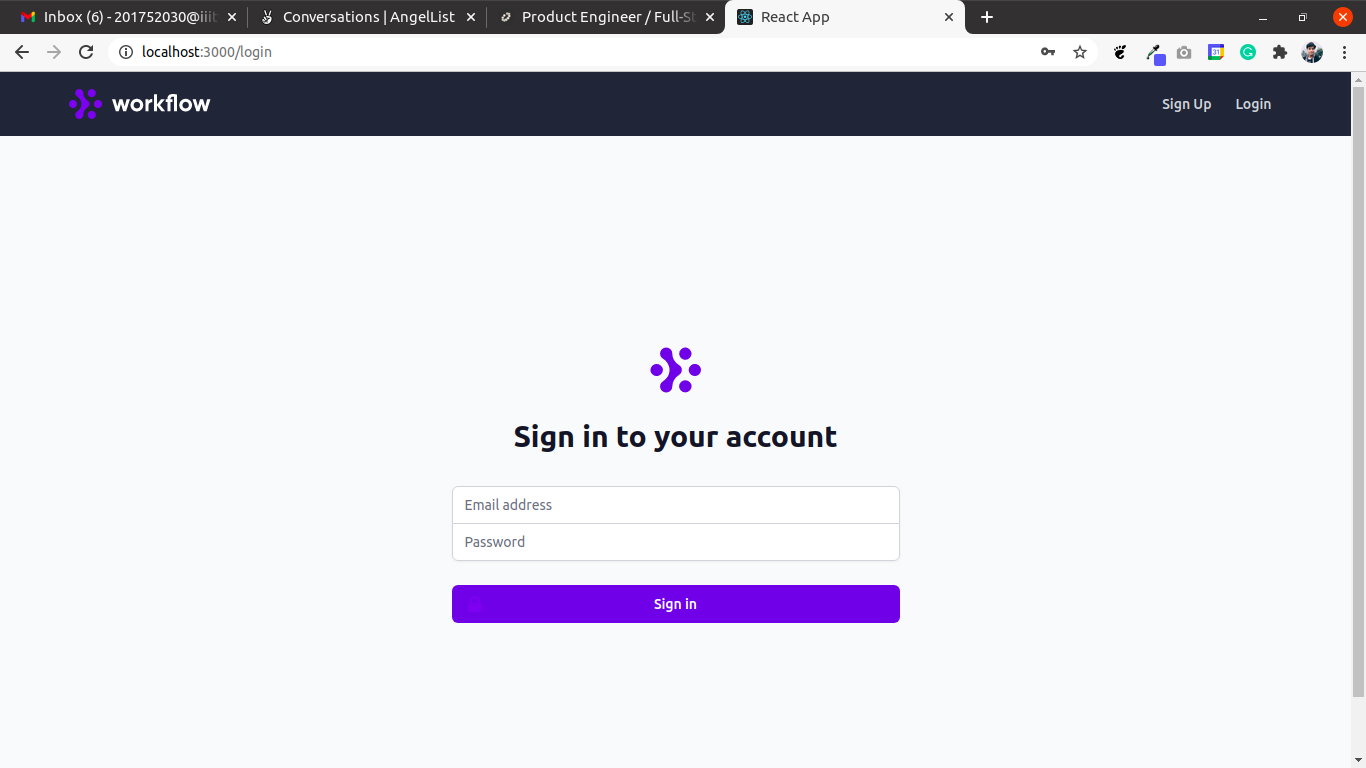 Inbox (6) - 201752030@iiit
Conversations | AngelList
Product Engineer / Full-St
React App
localhost:3000/login
31
workflow
Sign Up
Login
Sign in to your account
Email address
Password
Sign in